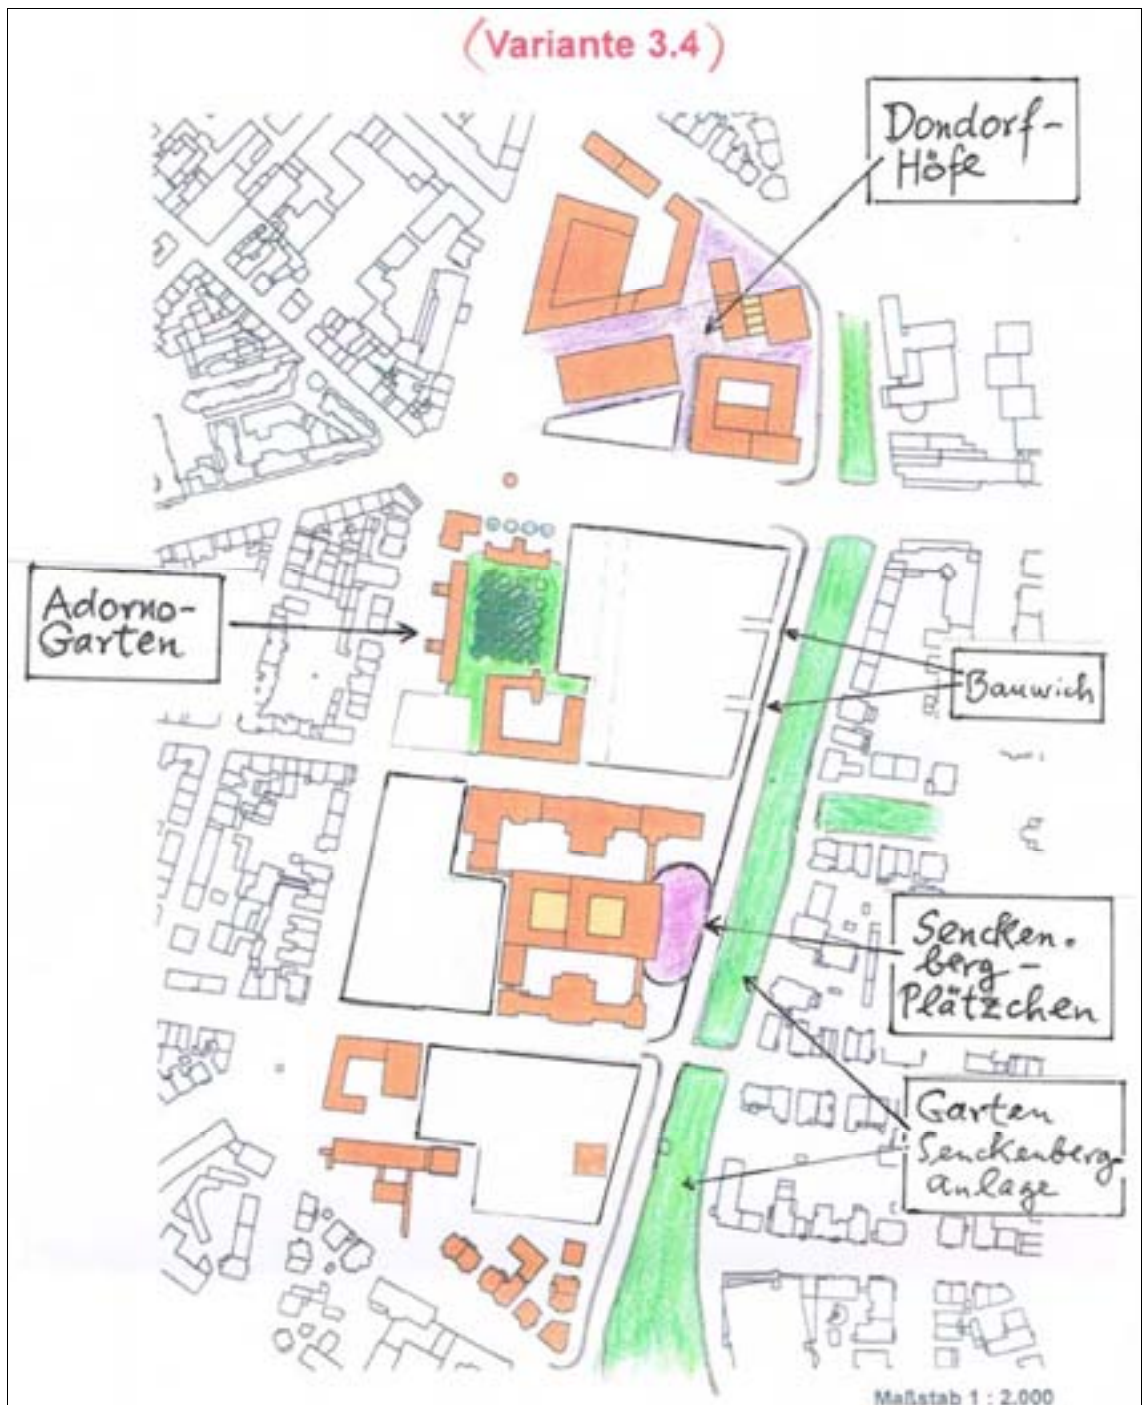 (Variante 3.4)
Dondorf-
Höfe
Adorno-
Garten
Bauwich
Sencken-
berg-
Plätzchen
Garten
Senckenberg-
anlage
Maßstab 1 : 2.000